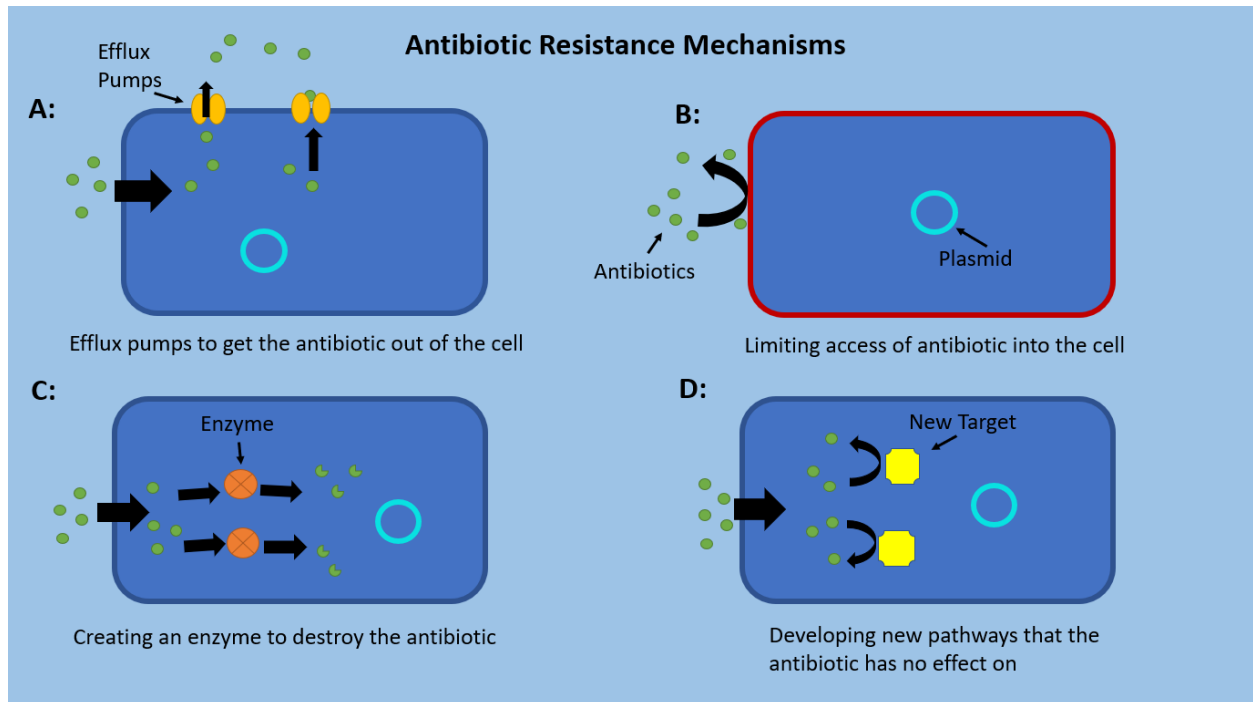 Antibiotic Resistance Mechanisms
Efflux
Pumps
A:
B:
Antibiotics
Plasmid
Efflux pumps to get the antibiotic out of the cell
Limiting access of antibiotic into the cell
C:
D:
Enzyme
New Target
Creating an enzyme to destroy the antibiotic
Developing new pathways that the
antibiotic has no effect on